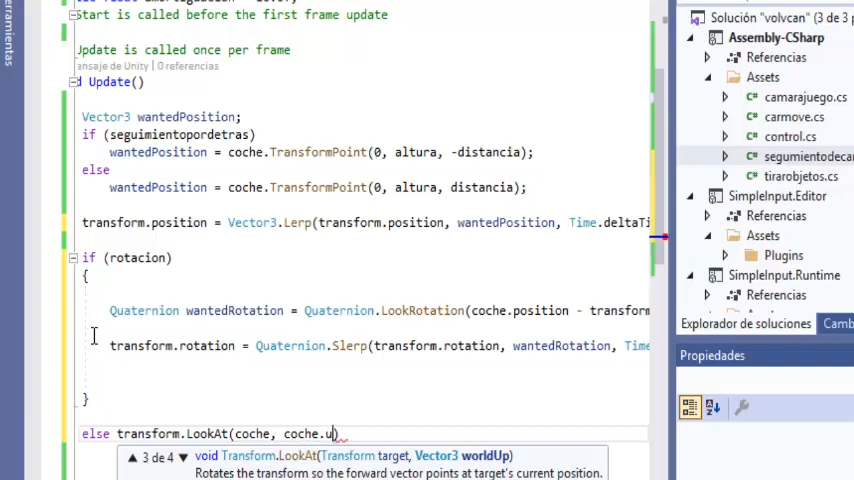 Start is called before the first frame update
Update is called once per frame
ensaje de Unity | 0 referencias
d Update()
Vector3 wantedPosition;
if (seguimientopordetras)
wantedPosition = coche.TransformPoint(0, altura, -distancia);
else
wantedPosition = coche.TransformPoint(0, altura, distancia);
transform.position = Vector3.Lerp(transform.position, wantedPosition, Time.deltaTi
if (rotacion)
{
Quaternion wantedRotation = Quaternion.LookRotation(coche.position - transform
transform.rotation = Quaternion.Slerp(transform.rotation, wantedRotation, Time
}
else transform.LookAt(coche, coche.u)
3 de 4 void Transform.LookAt(Transform target, Vector3 worldUp)
Rotates the transform so the forward vector points at target's current position.
erramientas
Solución "volvcan" (3 de 3 p
Assembly-CSharp
Referencias
Assets
C# camarajuego.cs
C# carmove.cs
C# control.cs
C# segumientodecar
C# tirarobjetos.cs
SimpleInput.Editor
Referencias
Assets
Plugins
SimpleInput.Runtime
Referencias
Assets
Explorador de soluciones Camb
Propiedades